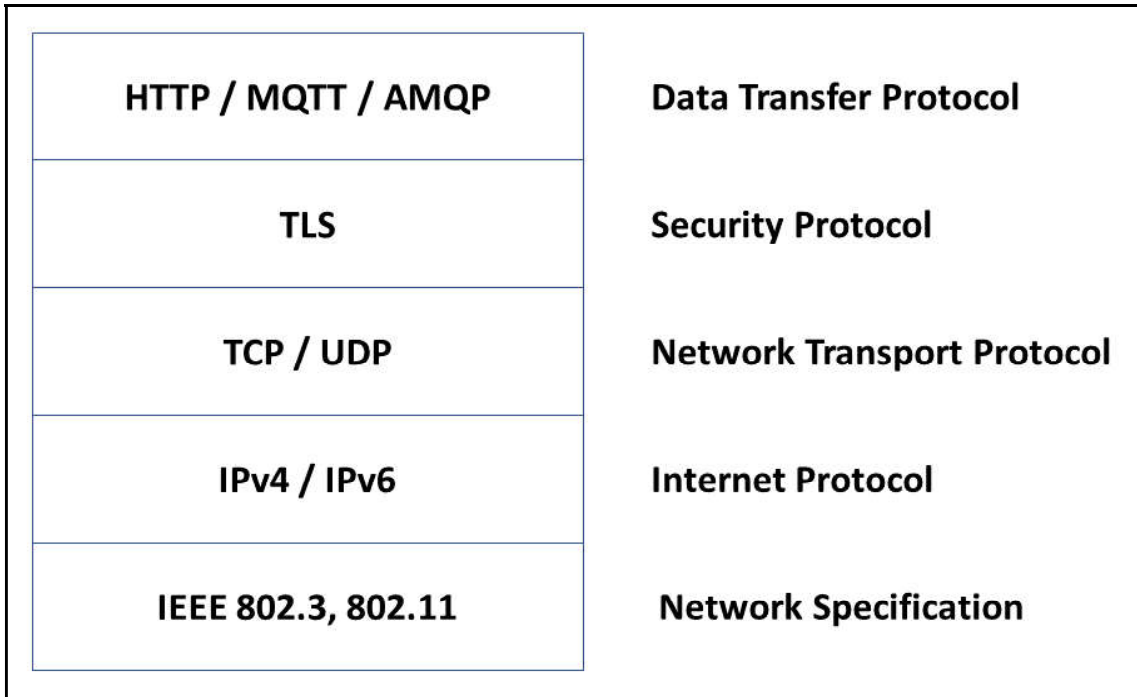 HTTP / MQTT / AMQP Data Transfer Protocol
TLS Security Protocol
TCP / UDP Network Transport Protocol
IPv4 / IPv6 Internet Protocol
IEEE 802.3, 802.11 Network Specification